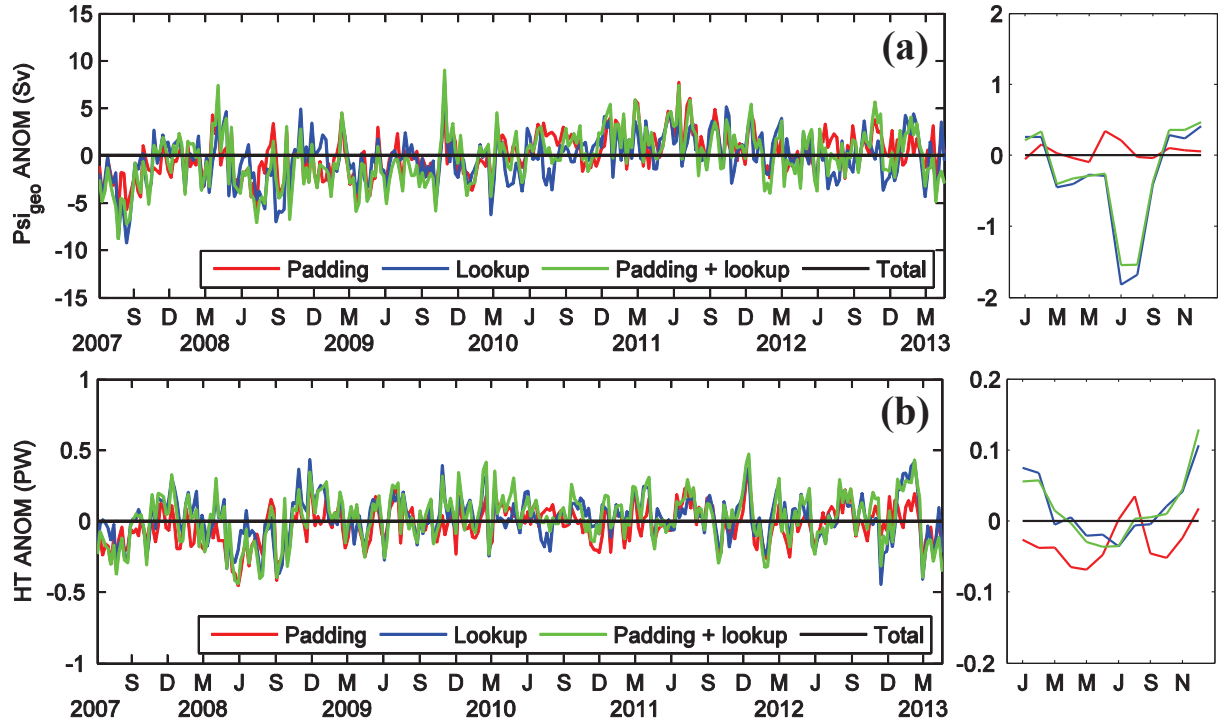 (a)
Psi_geo ANOM (Sv)
15
10
5
0
-5
-10
-15
Padding Lookup Padding + lookup Total
S D M J S D M J S D M J S D M J S D M J S D M J S D M
2007 2008 2009 2010 2011 2012 2013
2
1
0
-1
-2
J M M J S N
(b)
HT ANOM (PW)
1
0.5
0
-0.5
-1
Padding Lookup Padding + lookup Total
S D M J S D M J S D M J S D M J S D M J S D M J S D M
2007 2008 2009 2010 2011 2012 2013
0.2
0.1
0
-0.1
-0.2
J M M J S N